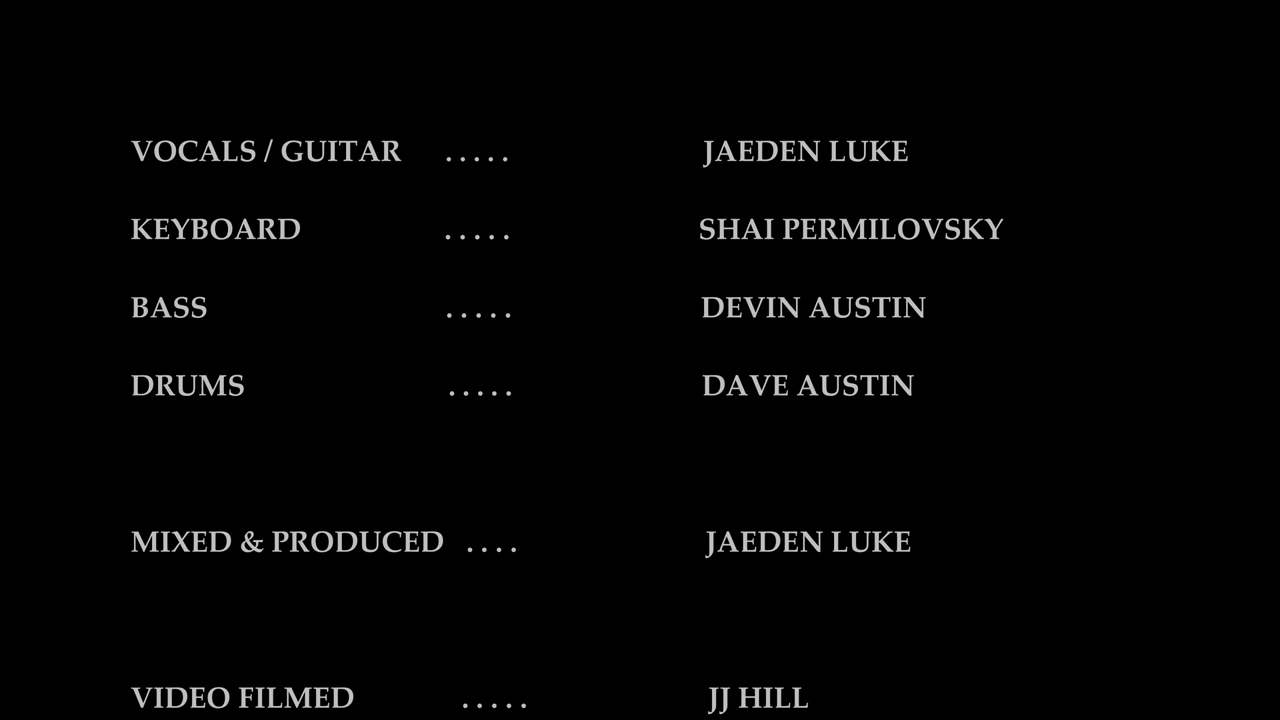 VOCALS / GUITAR ..... JAEDEN LUKE
KEYBOARD ..... SHAI PERMILOVSKY
BASS ..... DEVIN AUSTIN
DRUMS ..... DAVE AUSTIN
MIXED & PRODUCED .... JAEDEN LUKE
VIDEO FILMED ..... JJ HILL